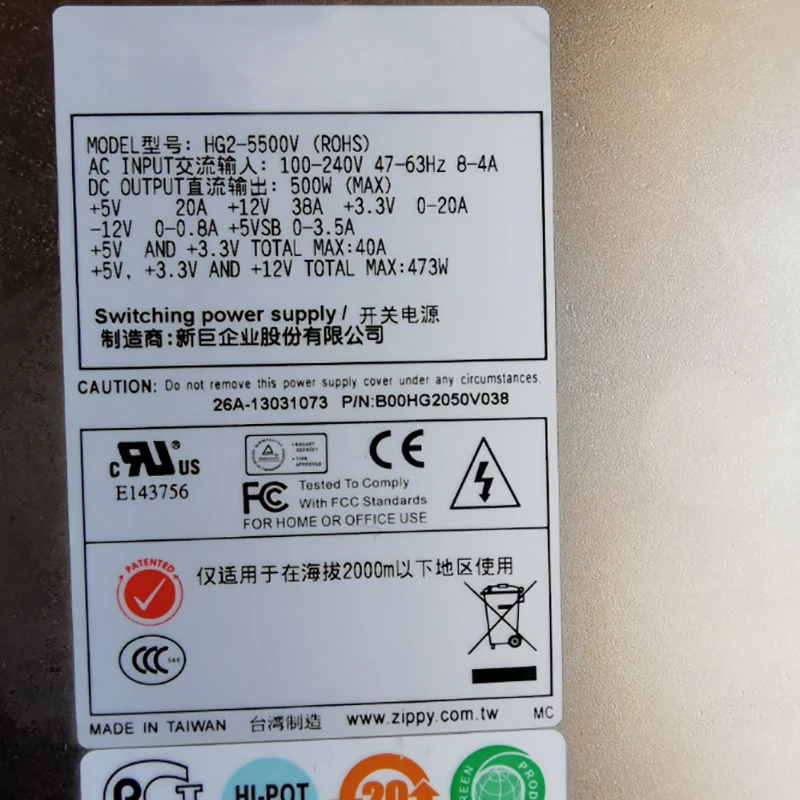 MODEL型号: HG2-5500V (ROHS)
AC INPUT交流输入: 100-240V 47-63Hz 8-4A
DC OUTPUT直流输出: 500W (MAX)
+5V 20A +12V 38A +3.3V 0-20A
-12V 0-0.8A +5VSB 0-3.5A
+5V AND +3.3V TOTAL MAX:40A
+5V, +3.3V AND +12V TOTAL MAX:473W
Switching power supply / 开关电源
制造商:新巨企业股份有限公司
CAUTION: Do not remove this power supply cover under any circumstances.
26A-13031073 P/N:B00HG2050V038
c RU ® US
E143756
CE
FC Tested To Comply
With FCC Standards
FOR HOME OR OFFICE USE
PATENTED
仅适用于在海拔2000m以下地区使用
CCC S&E
MADE IN TAIWAN 台湾制造 www.zippy.com.tw MC
HI-POT
-20
GREEN PROD